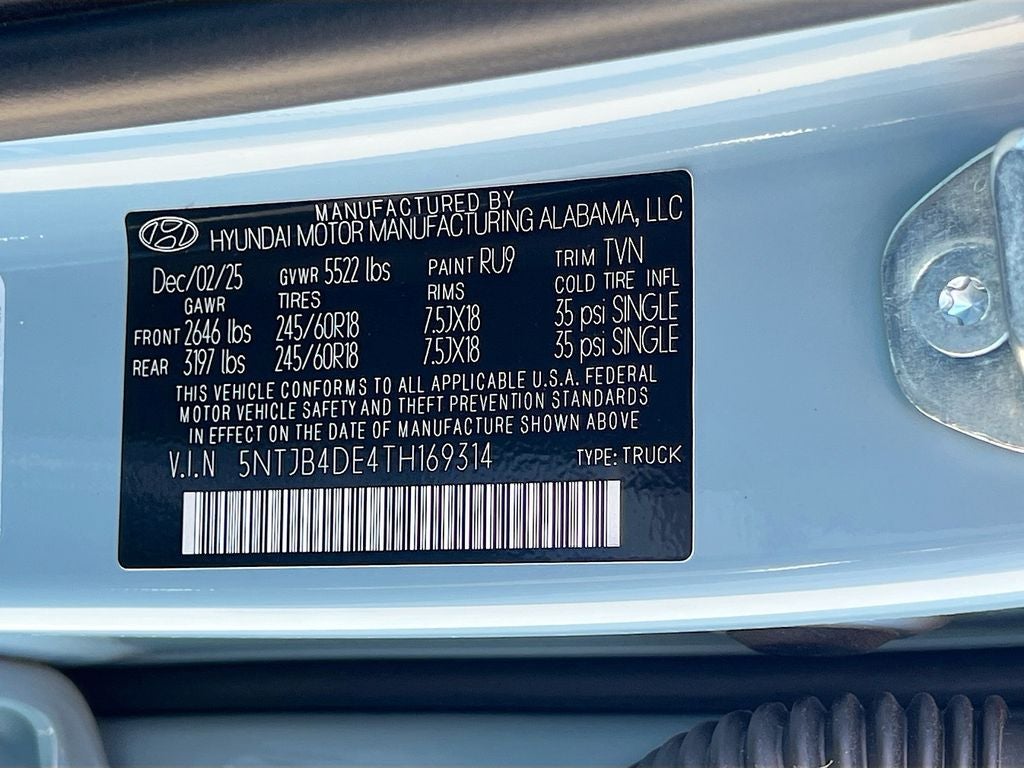 MANUFACTURED BY
HYUNDAI MOTOR MANUFACTURING ALABAMA, LLC
Dec/02/25 GVWR 5522 lbs PAINT RU9 TRIM TVN
GAWR TIRES RIMS COLD TIRE INFL
FRONT 2646 lbs 245/60R18 7.5JX18 35 psi SINGLE
REAR 3197 lbs 245/60R18 7.5JX18 35 psi SINGLE
THIS VEHICLE CONFORMS TO ALL APPLICABLE U.S.A. FEDERAL
MOTOR VEHICLE SAFETY AND THEFT PREVENTION STANDARDS
IN EFFECT ON THE DATE OF MANUFACTURE SHOWN ABOVE
V.I.N 5NTJB4DE4TH169314 TYPE: TRUCK